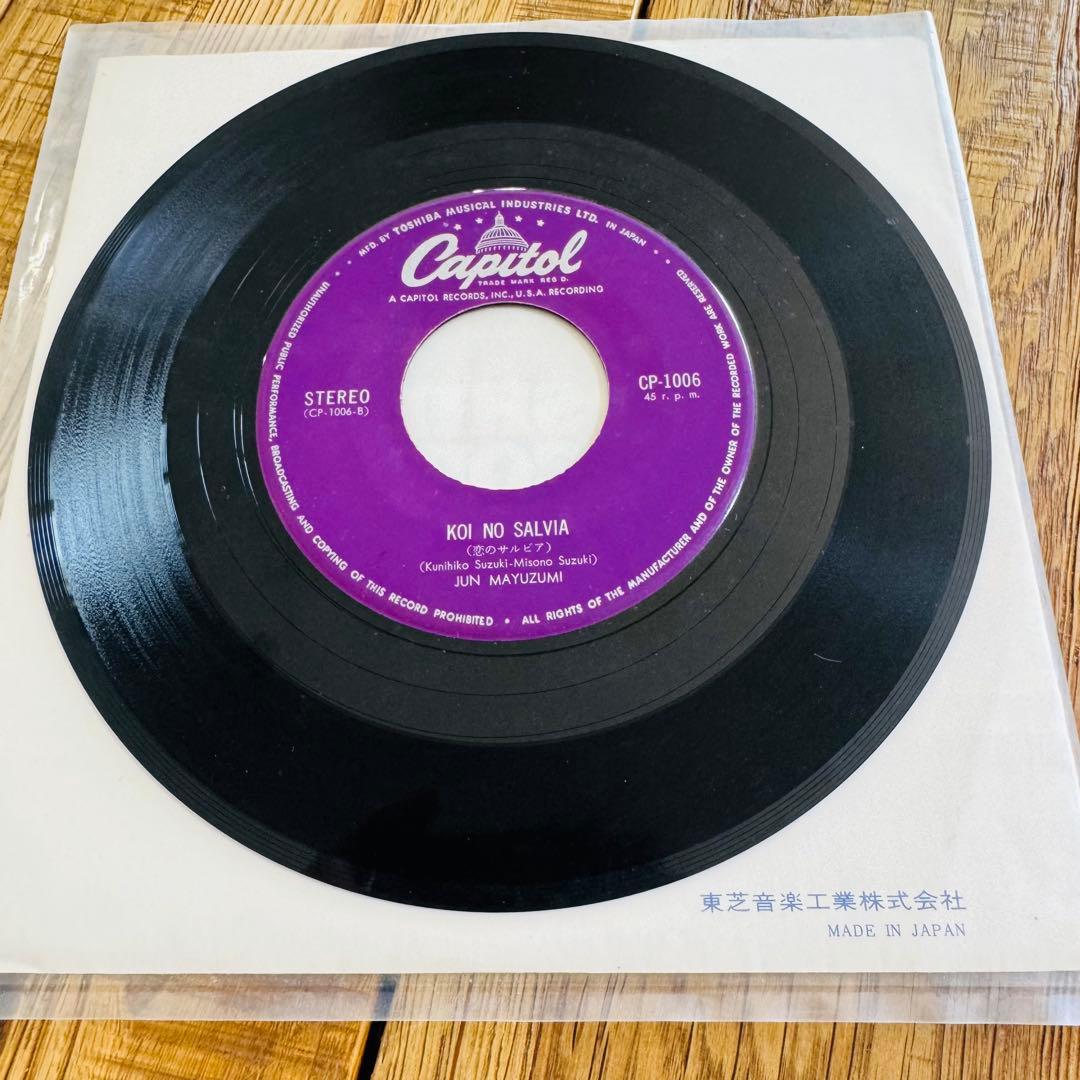 MFD. BY TOSHIBA MUSICAL INDUSTRIES LTD. IN JAPAN
Capitol
TRADE MARK REG D.
A CAPITOL RECORDS, INC., U.S.A. RECORDING
STEREO
(CP-1006-B)
CP-1006
45 r. p. m.
KOI NO SALVIA
(恋のサルビア)
(Kunihiko Suzuki-Misono Suzuki)
JUN MAYUZUMI
UNAUTHORIZED PUBLIC PERFORMANCE, BROADCASTING AND COPYING OF THIS RECORD PROHIBITED • ALL RIGHTS OF THE MANUFACTURER AND OF THE OWNER OF THE RECORDED WORK ARE RESERVED
東芝音楽工業株式会社
MADE IN JAPAN